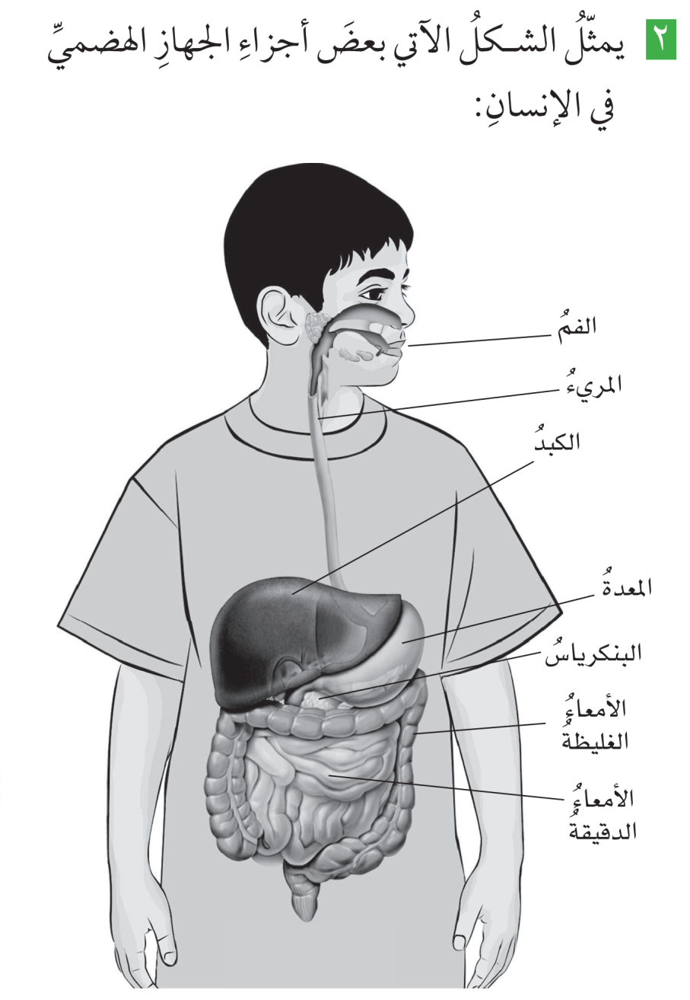 ٢ يمثّلُ الشكلُ الآتي بعضَ أجزاءِ الجهازِ الهضميِّ
في الإنسانِ:
الفمُ
المريءُ
الكبدُ
المعدةُ
البنكرياسُ
الأمعاءُ
الغليظةُ
الأمعاءُ
الدقيقةُ